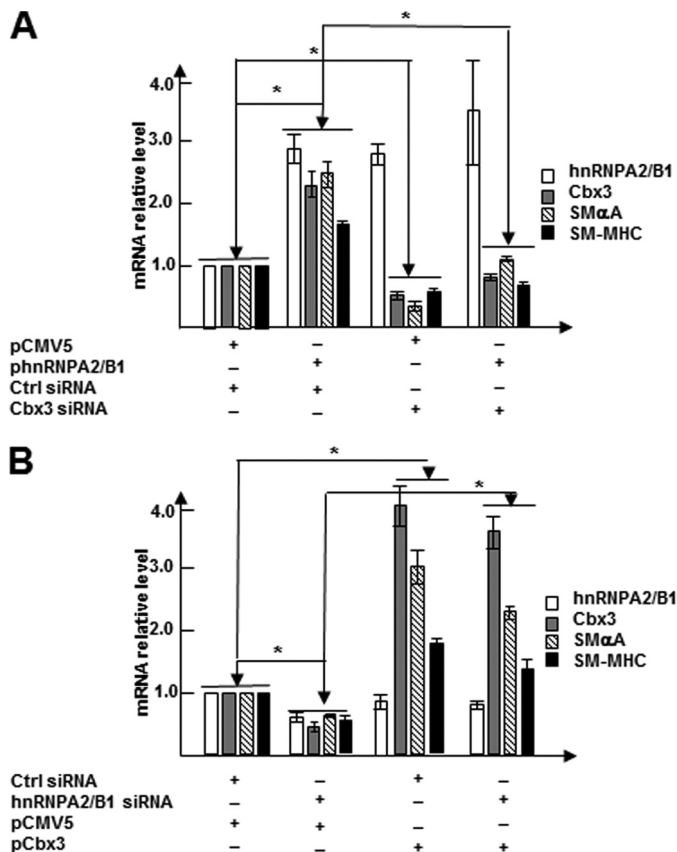 A
*
*
*
4.0
3.0
2.0
1.0
mRNA relative level
hnRNPA2/B1
Cbx3
SMαA
SM-MHC
pCMV5 + – + –
phnRNPA2/B1 – + – +
Ctrl siRNA + + – –
Cbx3 siRNA – – + +
B
*
*
*
4.0
3.0
2.0
1.0
mRNA relative level
hnRNPA2/B1
Cbx3
SMαA
SM-MHC
Ctrl siRNA + – + –
hnRNPA2/B1 siRNA – + – +
pCMV5 + + – –
pCbx3 – – + +